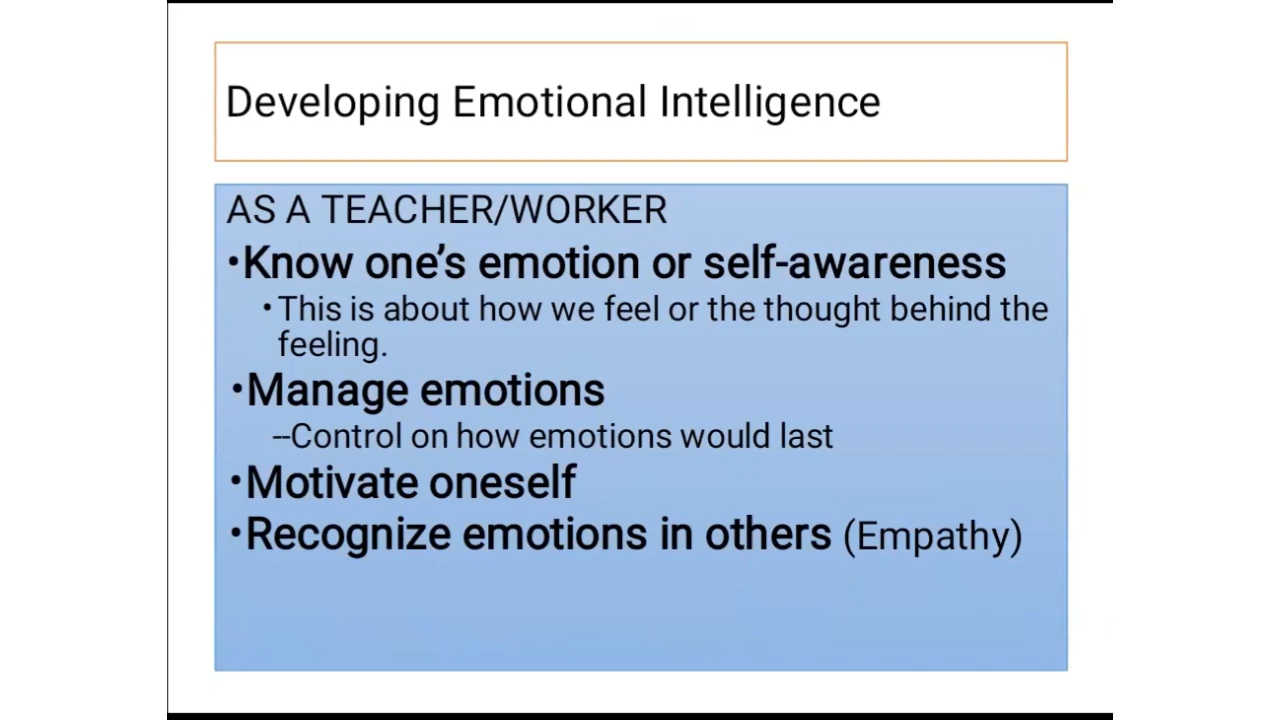 Developing Emotional Intelligence
AS A TEACHER/WORKER
•Know one’s emotion or self-awareness
•This is about how we feel or the thought behind the
feeling.
•Manage emotions
--Control on how emotions would last
•Motivate oneself
•Recognize emotions in others (Empathy)